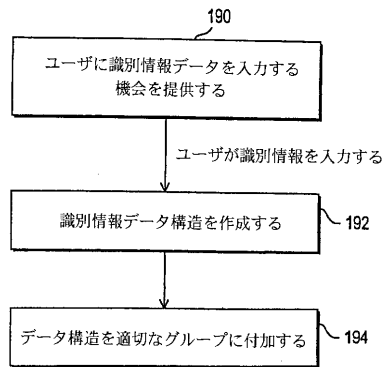 190
ユーザに識別情報データを入力する
機会を提供する
ユーザが識別情報を入力する
識別情報データ構造を作成する
192
データ構造を適切なグループに付加する
194